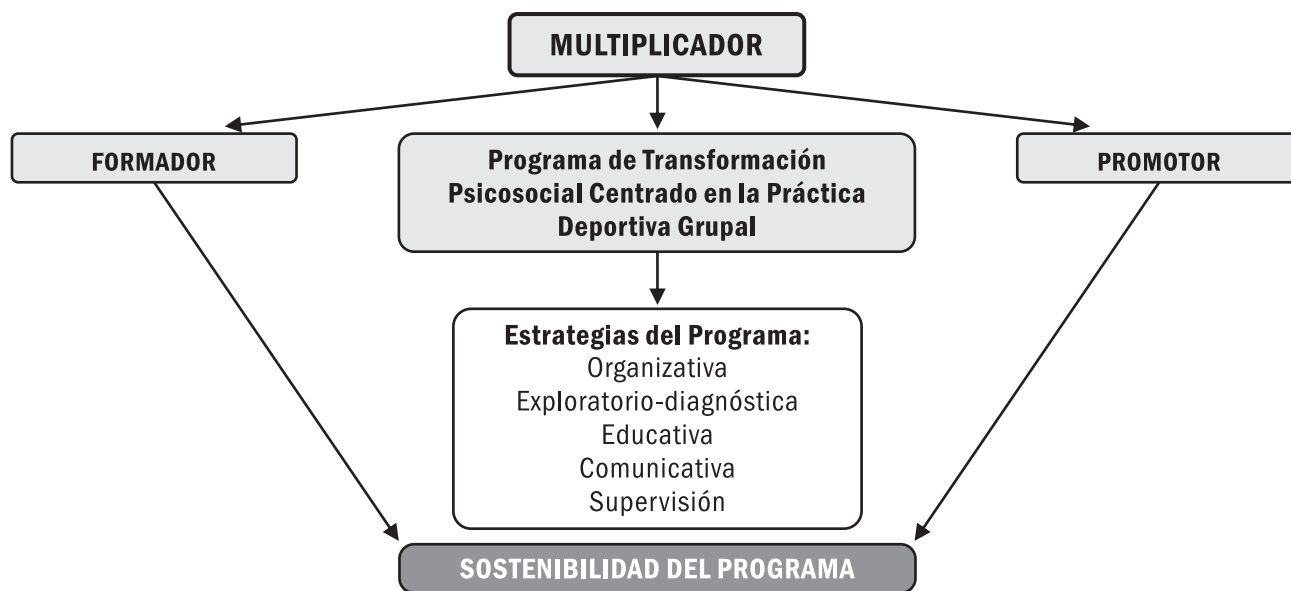 MULTIPLICADOR
FORMADOR
Programa de Transformación
Psicosocial Centrado en la Práctica
Deportiva Grupal
PROMOTOR
Estrategias del Programa:
Organizativa
Exploratorio-diagnóstica
Educativa
Comunicativa
Supervisión
SOSTENIBILIDAD DEL PROGRAMA